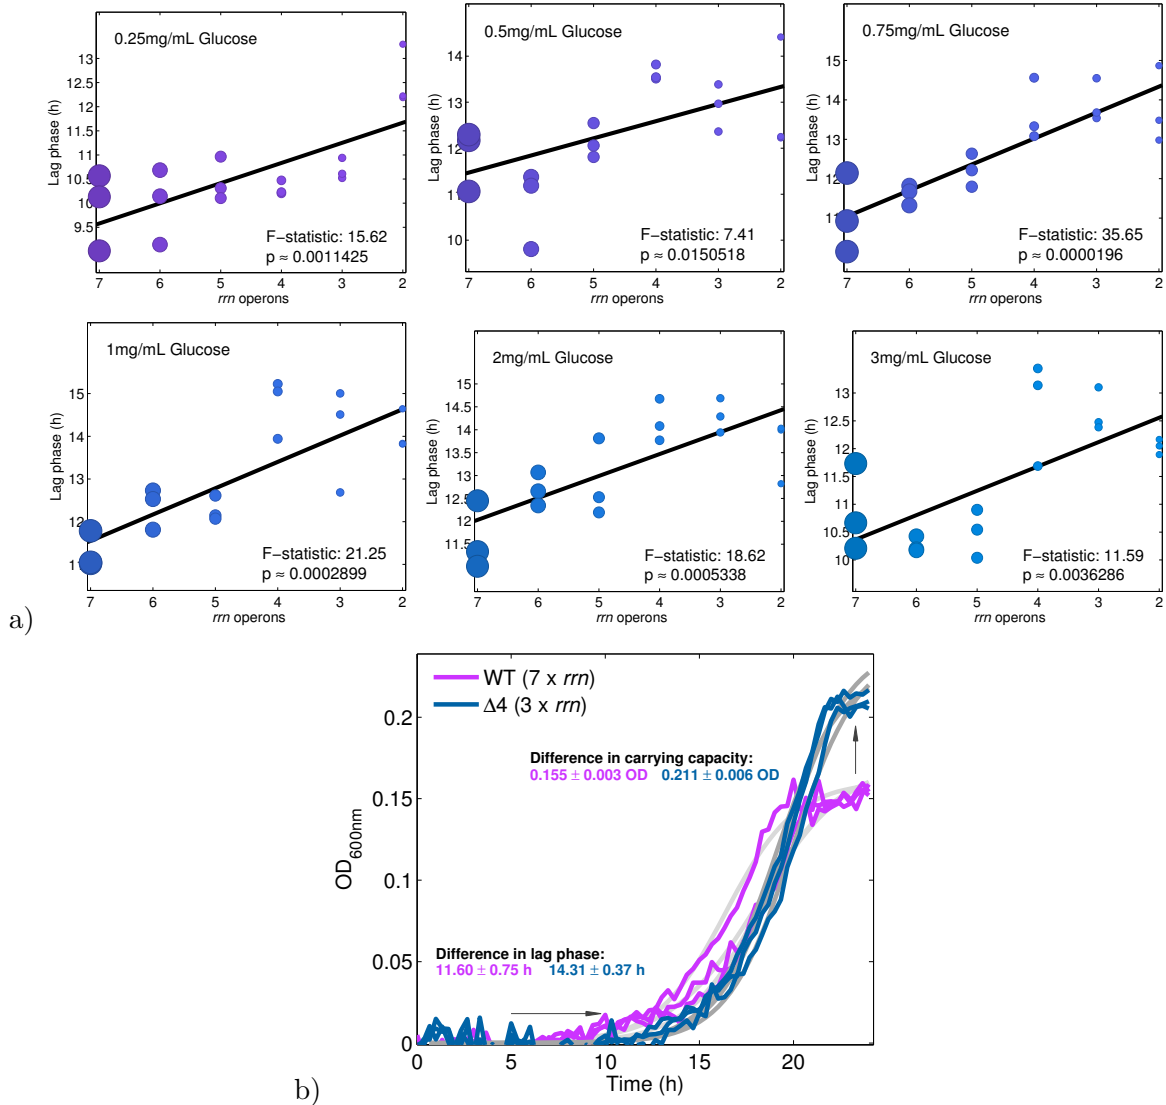 0.25mg/mL Glucose
Lag phase (h)
13
12.5
12
11.5
11
10.5
10
9.5
F-statistic: 15.62
p ≈ 0.0011425
7 6 5 4 3 2
rrn operons
0.5mg/mL Glucose
Lag phase (h)
14
13
12
11
10
F-statistic: 7.41
p ≈ 0.0150518
7 6 5 4 3 2
rrn operons
0.75mg/mL Glucose
Lag phase (h)
15
14
13
12
11
F-statistic: 35.65
p ≈ 0.0000196
7 6 5 4 3 2
rrn operons
1mg/mL Glucose
Lag phase (h)
15
14
13
12
1
F-statistic: 21.25
p ≈ 0.0002899
7 6 5 4 3 2
rrn operons
2mg/mL Glucose
Lag phase (h)
15
14.5
14
13.5
13
12.5
12
11.5
F-statistic: 18.62
p ≈ 0.0005338
7 6 5 4 3 2
rrn operons
3mg/mL Glucose
Lag phase (h)
13
12.5
12
11.5
11
10.5
10
F-statistic: 11.59
p ≈ 0.0036286
7 6 5 4 3 2
rrn operons
a)
WT (7 x rrn)
Δ4 (3 x rrn)
Difference in carrying capacity:
0.155 ± 0.003 OD 0.211 ± 0.006 OD
Difference in lag phase:
11.60 ± 0.75 h 14.31 ± 0.37 h
OD600nm
0.2
0.15
0.1
0.05
0
0 5 10 15 20
Time (h)
b)